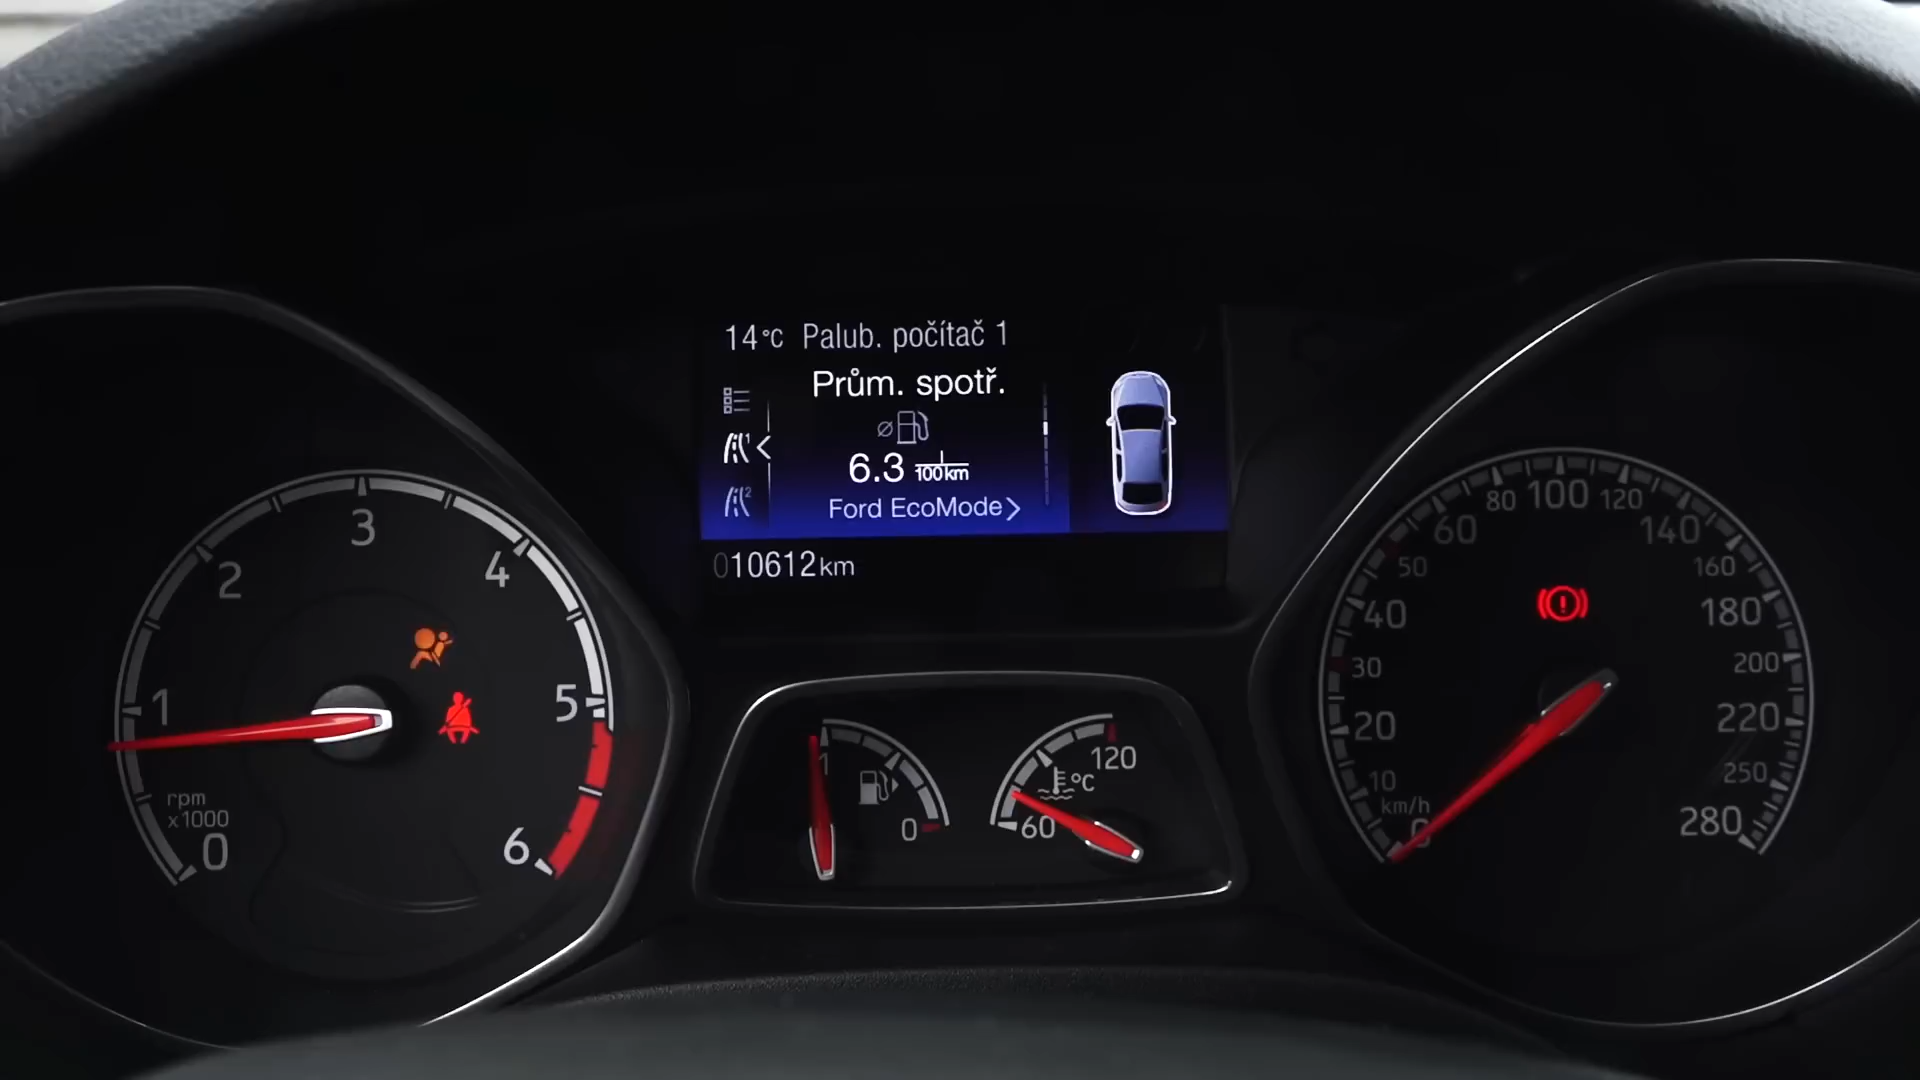 14°C Palub. počítač 1
Prům. spotř.
⌀
6.3 l/100km
Ford EcoMode>
010612km
0 1 2 3 4 5 6
rpm
x1000
1 0
60 120 °C
0 10 20 30 40 50 60 80 100 120 140 160 180 200 220 250 280
km/h